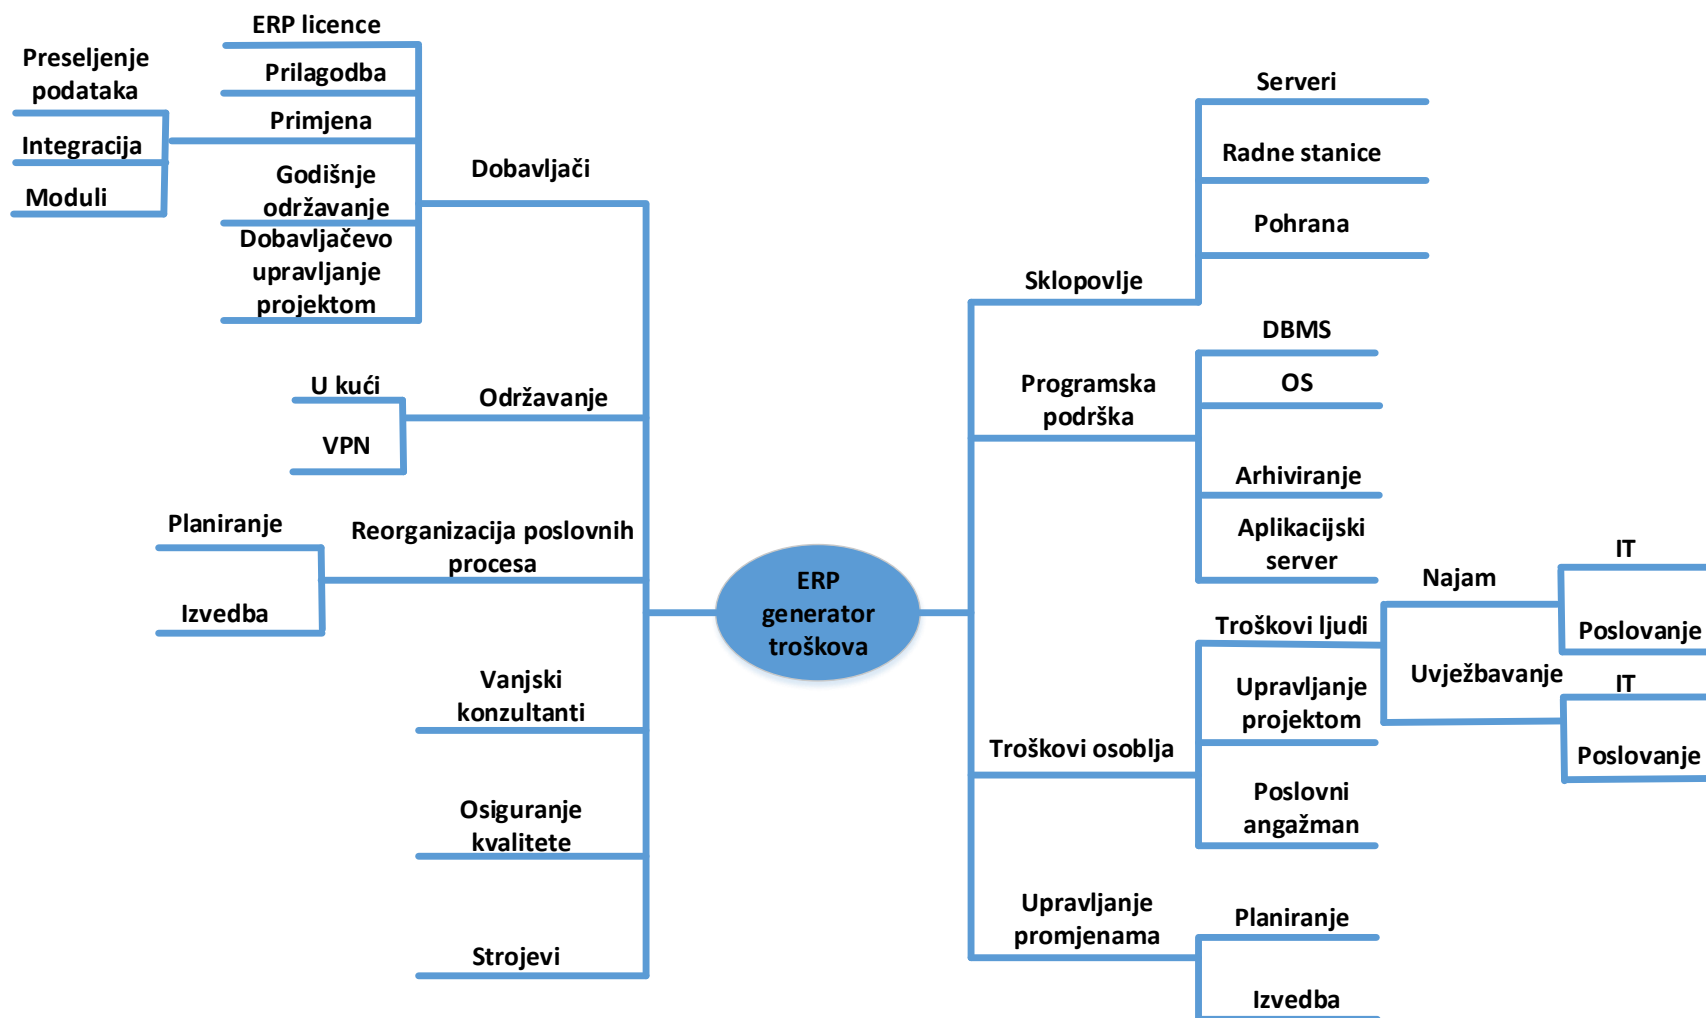 ERP licence
Preseljenje
podataka
Prilagodba
Primjena
Integracija
Moduli
Godišnje
održavanje
Dobavljačevo
upravljanje
projektom
Dobavljači
U kući
VPN
Održavanje
Planiranje
Izvedba
Reorganizacija poslovnih
procesa
Vanjski
konzultanti
Osiguranje
kvalitete
Strojevi
ERP
generator
troškova
Serveri
Radne stanice
Pohrana
Sklopovlje
DBMS
OS
Programska
podrška
Arhiviranje
Aplikacijski
server
Najam
IT
Poslovanje
Troškovi ljudi
Uvježbavanje
IT
Poslovanje
Upravljanje
projektom
Troškovi osoblja
Poslovni
angažman
Upravljanje
promjenama
Planiranje
Izvedba